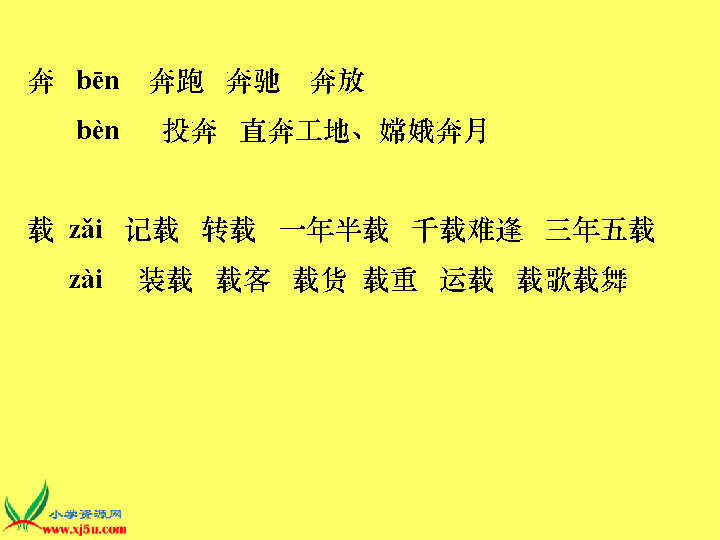 奔 bēn 奔跑 奔驰 奔放
bèn 投奔 直奔工地、嫦娥奔月
载 zǎi 记载 转载 一年半载 千载难逢 三年五载
zài 装载 载客 载货 载重 运载 载歌载舞
小学资源网
www.xj5u.com